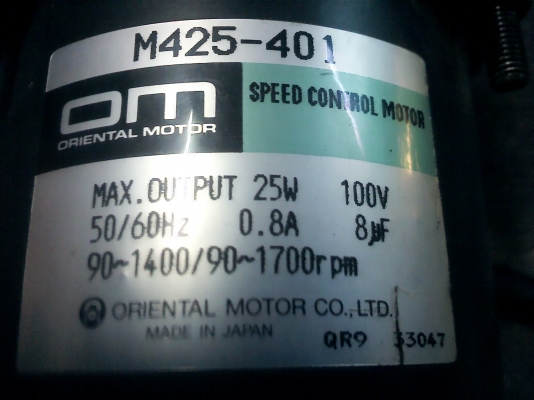 M425-401
om
ORIENTAL MOTOR
SPEED CONTROL MOTOR
MAX.OUTPUT 25W 100V
50/60Hz 0.8A 8μF
90~1400/90~1700rpm
ORIENTAL MOTOR CO., LTD.
MADE IN JAPAN
QR9 33047